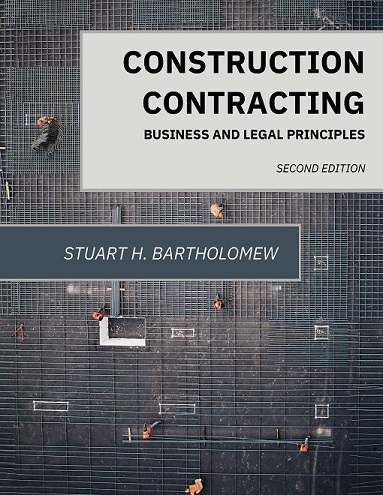 CONSTRUCTION
CONTRACTING
BUSINESS AND LEGAL PRINCIPLES
SECOND EDITION
STUART H. BARTHOLOMEW